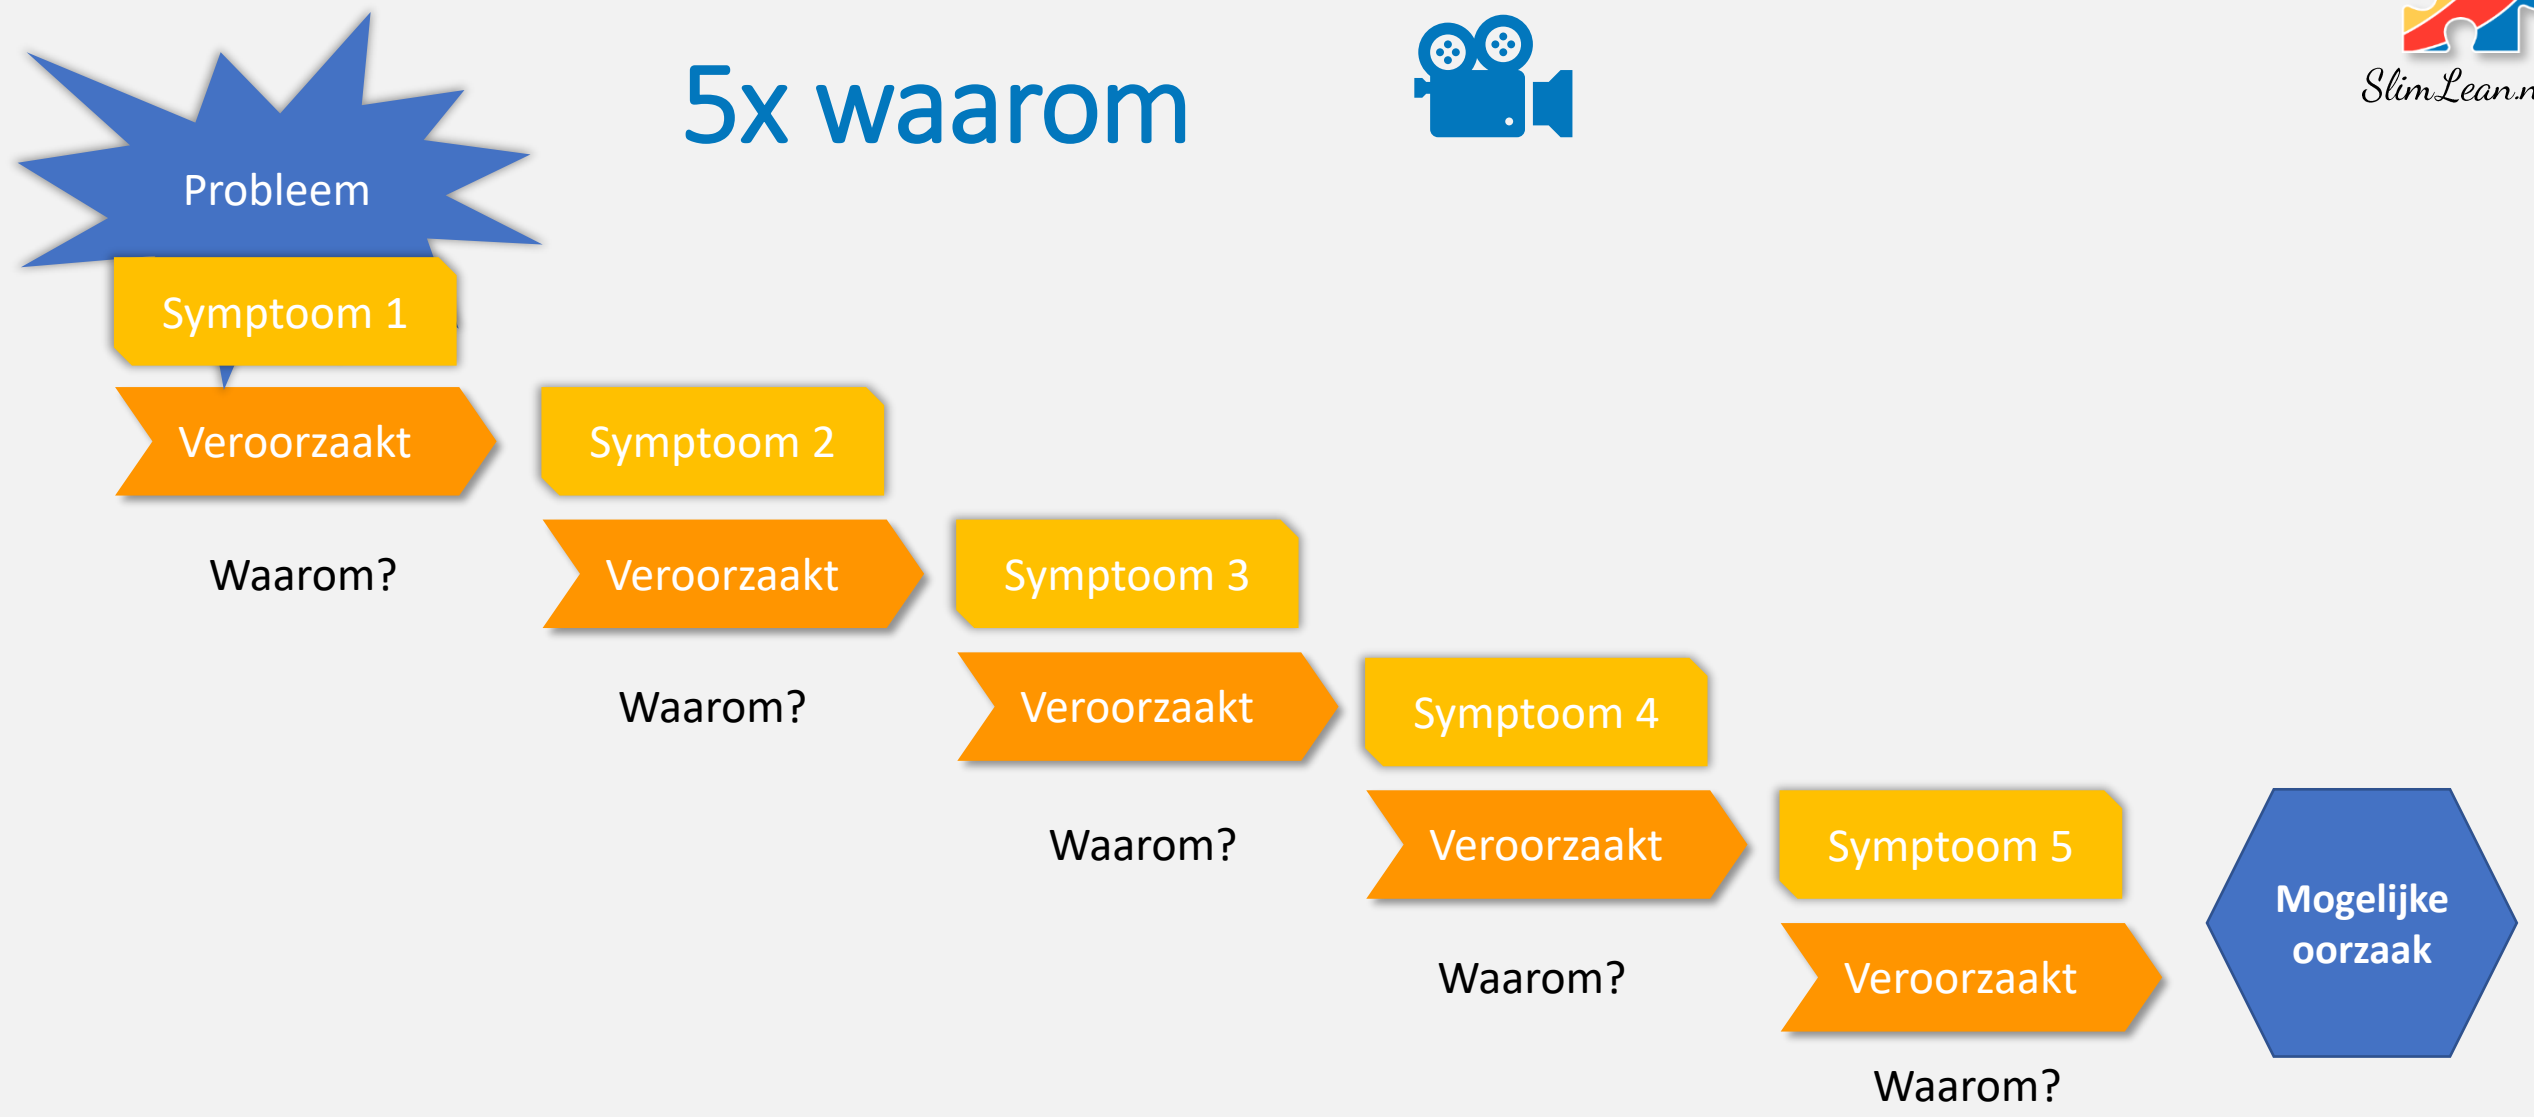 5x waarom
SlimLean.n
Probleem
Symptoom 1
Veroorzaakt
Symptoom 2
Waarom?
Veroorzaakt
Symptoom 3
Waarom?
Veroorzaakt
Symptoom 4
Waarom?
Veroorzaakt
Symptoom 5
Waarom?
Veroorzaakt
Mogelijke
oorzaak
Waarom?